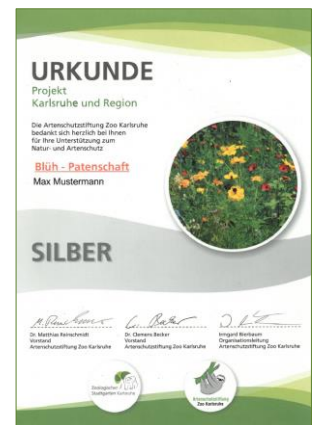 URKUNDE
Projekt
Karlsruhe und Region
Die Artenschutzstiftung Zoo Karlsruhe
bedankt sich herzlich bei Ihnen
für Ihre Unterstützung zum
Natur- und Artenschutz
Blüh - Patenschaft
Max Mustermann
SILBER
Dr. Matthias Reinschmidt
Vorstand
Artenschutzstiftung Zoo Karlsruhe
Dr. Clemens Becker
Vorstand
Artenschutzstiftung Zoo Karlsruhe
Irmgard Bierbaum
Organisationsleitung
Artenschutzstiftung Zoo Karlsruhe
Zoologischer
Stadtgarten Karlsruhe
Artenschutzstiftung
Zoo Karlsruhe